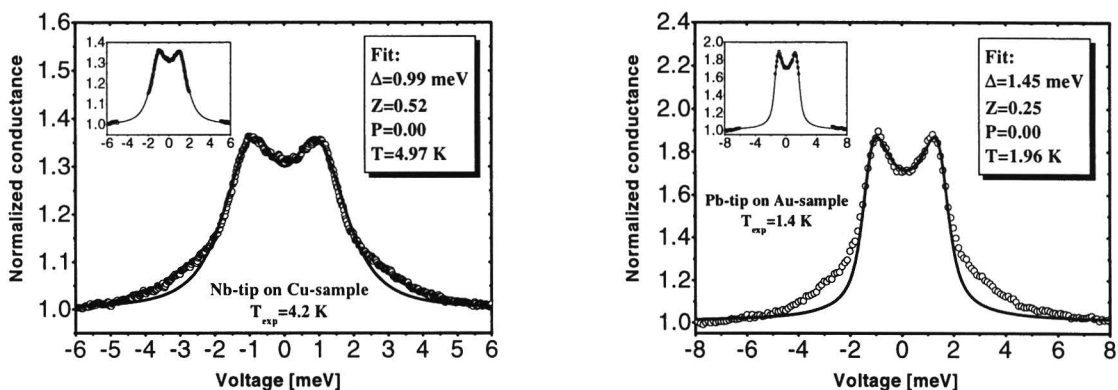 1.6
1.5
1.4
1.3
1.2
1.1
1.0
Normalized conductance
1.4
1.3
1.2
1.1
1.0
-6 -4 -2 0 2 4 6
Fit:
Δ=0.99 meV
Z=0.52
P=0.00
T=4.97 K
Nb-tip on Cu-sample
Texp=4.2 K
-6 -5 -4 -3 -2 -1 0 1 2 3 4 5 6
Voltage [meV]
2.2
2.0
1.8
1.6
1.4
1.2
1.0
Normalized conductance
2.0
1.8
1.6
1.4
1.2
1.0
-8 -4 0 4 8
Fit:
Δ=1.45 meV
Z=0.25
P=0.00
T=1.96 K
Pb-tip on Au-sample
Texp=1.4 K
-8 -6 -4 -2 0 2 4 6 8
Voltage [meV]